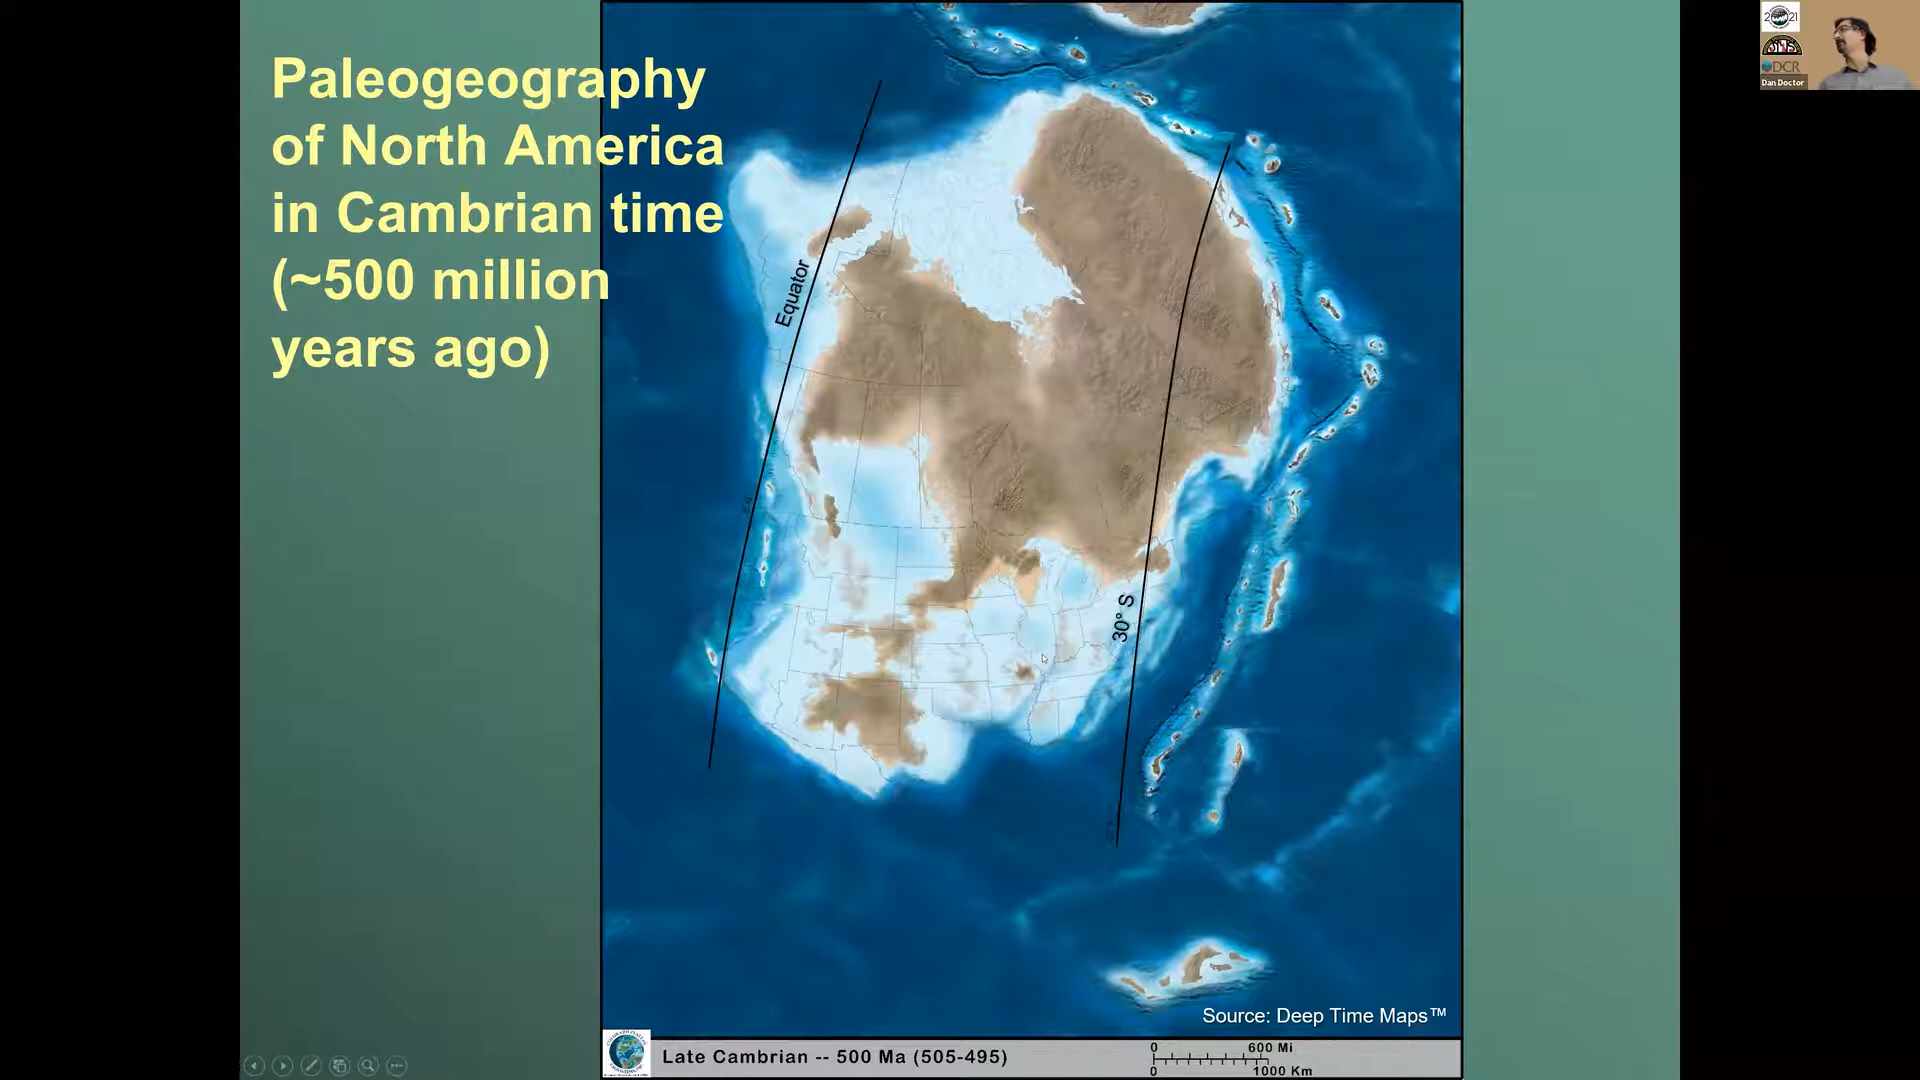 Paleogeography
of North America
in Cambrian time
(~500 million
years ago)
Equator
30° S
Source: Deep Time Maps™
Late Cambrian -- 500 Ma (505-495)
0 600 Mi
0 1000 Km
2021
DCR
Dan Doctor